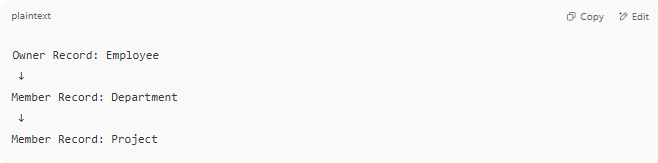 plaintext
Copy
Edit
Owner Record: Employee
↓
Member Record: Department
↓
Member Record: Project